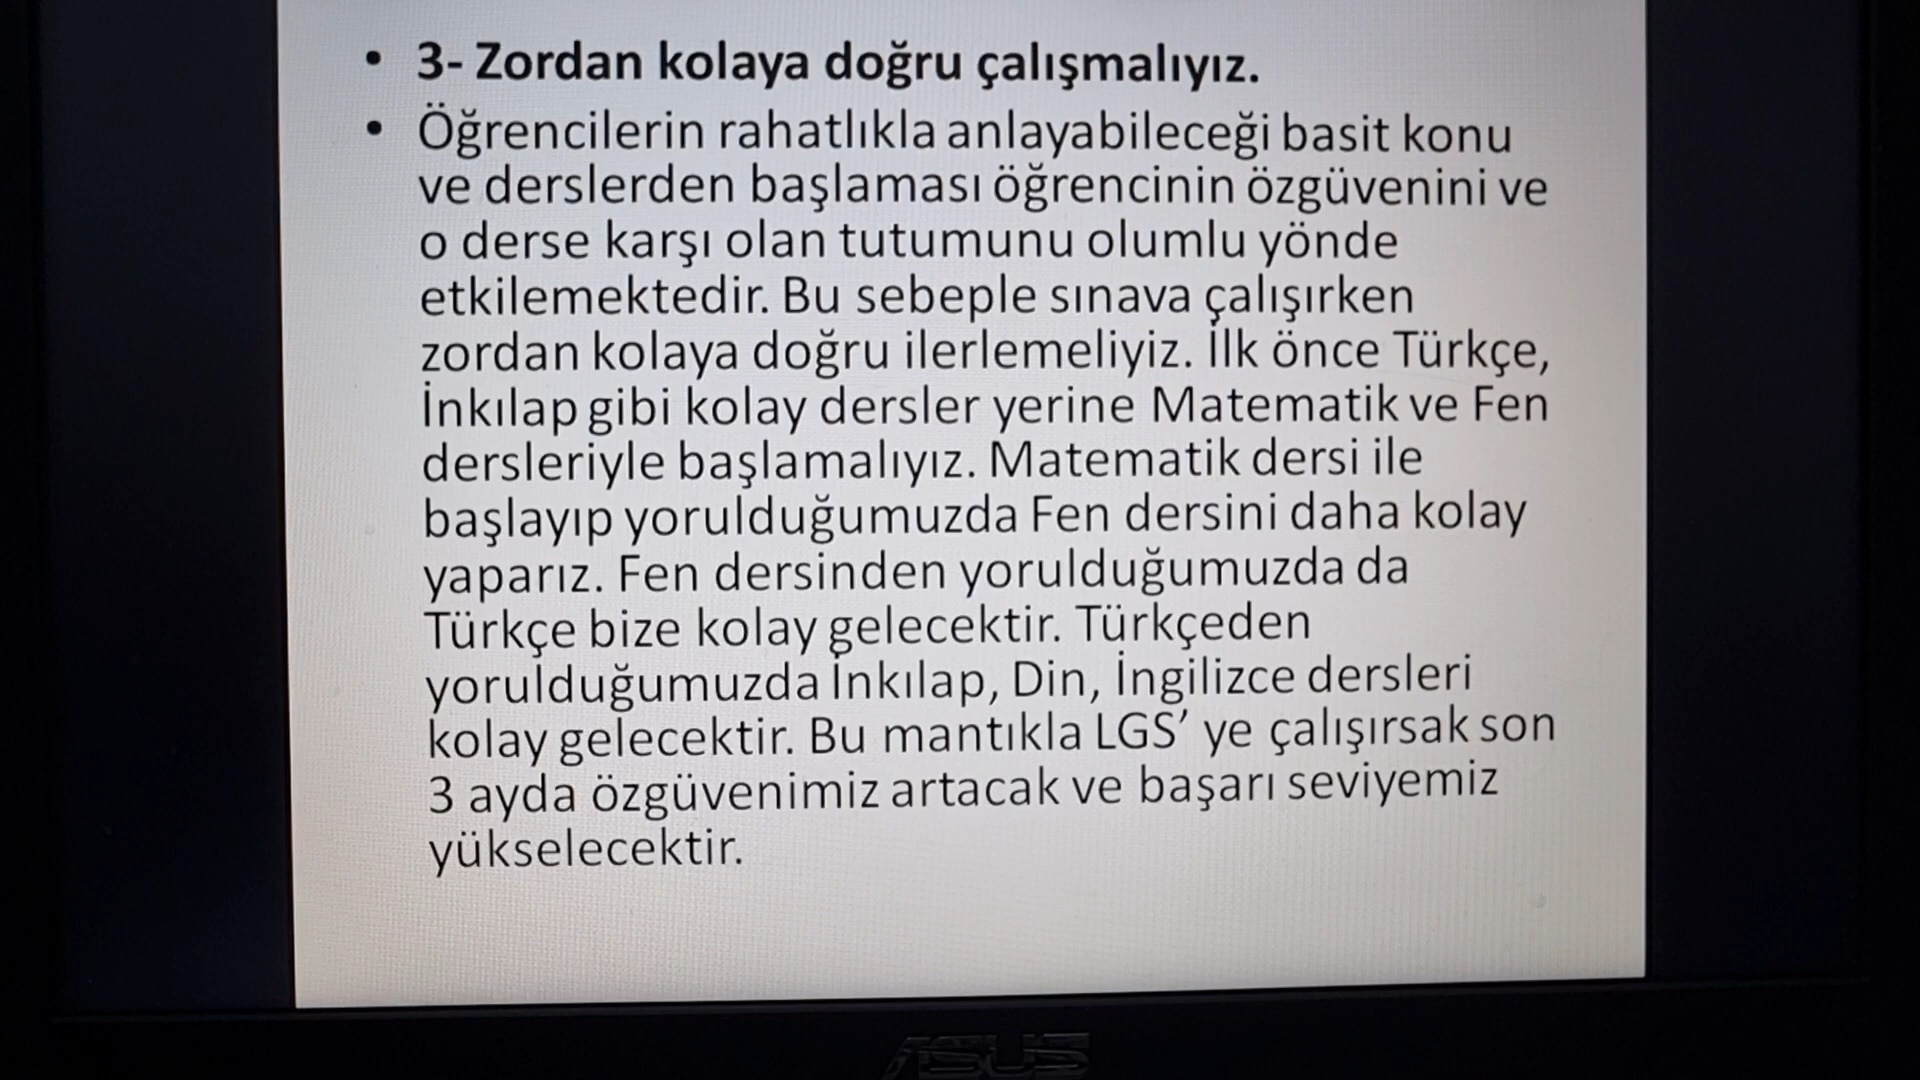 • 3- Zordan kolaya doğru çalışmalıyız.
• Öğrencilerin rahatlıkla anlayabileceği basit konu
ve derslerden başlaması öğrencinin özgüvenini ve
o derse karşı olan tutumunu olumlu yönde
etkilemektedir. Bu sebeple sınava çalışırken
zordan kolaya doğru ilerlemeliyiz. İlk önce Türkçe,
İnkılap gibi kolay dersler yerine Matematik ve Fen
dersleriyle başlamalıyız. Matematik dersi ile
başlayıp yorulduğumuzda Fen dersini daha kolay
yaparız. Fen dersinden yorulduğumuzda da
Türkçe bize kolay gelecektir. Türkçeden
yorulduğumuzda İnkılap, Din, İngilizce dersleri
kolay gelecektir. Bu mantıkla LGS’ ye çalışırsak son
3 ayda özgüvenimiz artacak ve başarı seviyemiz
yükselecektir.
ASUS